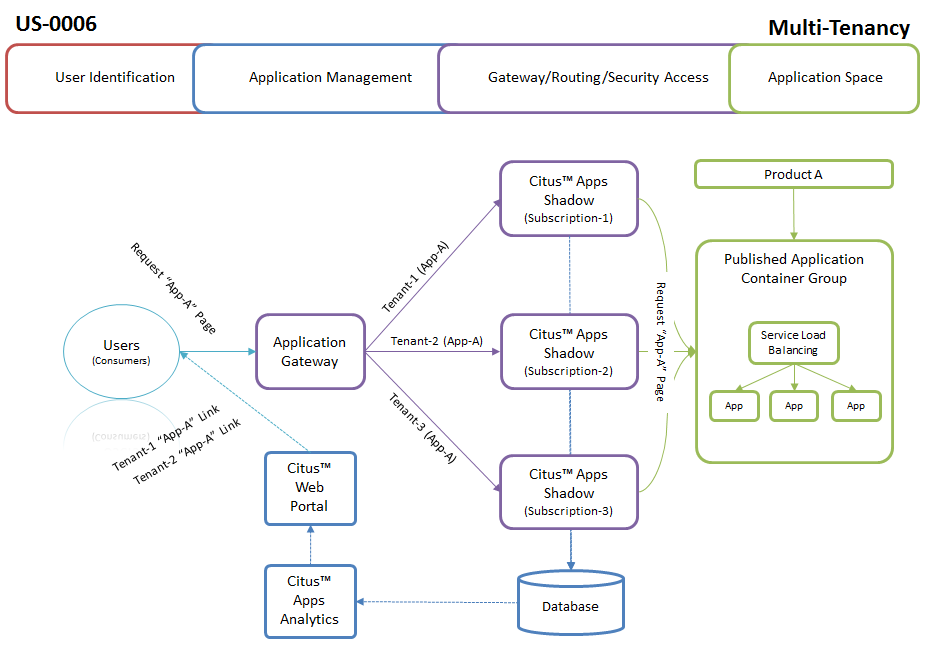 US-0006
Multi-Tenancy
User Identification
Application Management
Gateway/Routing/Security Access
Application Space
Citus™ Apps
Shadow
(Subscription-1)
Product A
Published Application
Container Group
Request “App-A” Page
Tenant-1 (App-A)
Users
(Consumers)
Application
Gateway
Tenant-2 (App-A)
Citus™ Apps
Shadow
(Subscription-2)
Request “App-A” Page
Service Load
Balancing
App
App
App
(Consumers)
Tenant-1 “App-A” Link
Tenant-2 “App-A” Link
Tenant-3 (App-A)
Citus™
Web
Portal
Citus™ Apps
Shadow
(Subscription-3)
Citus™
Apps
Analytics
Database